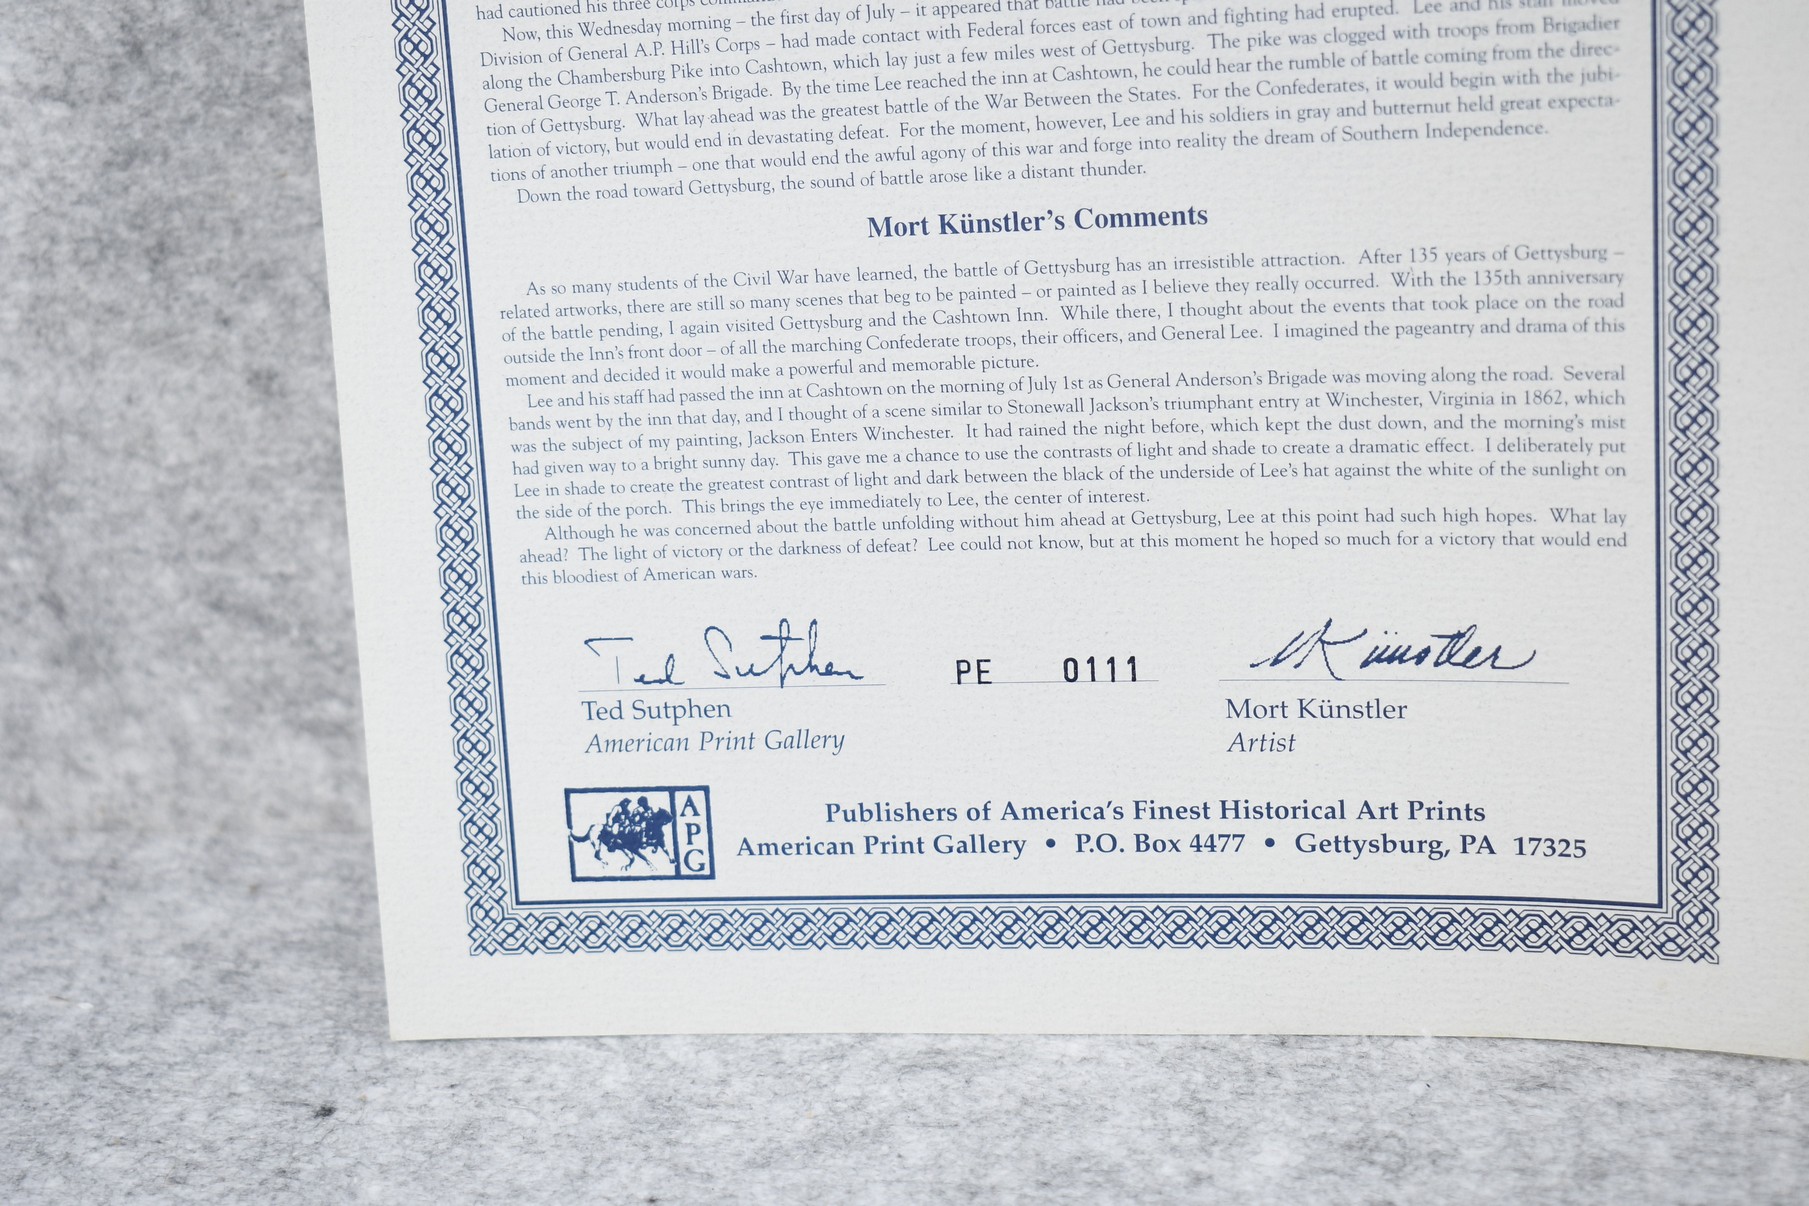 had cautioned his three corps
Now, this Wednesday morning – the first day of July – it appeared that battle had been
Division of General A.P. Hill's Corps – had made contact with Federal forces east of town and fighting had erupted. Lee and his staff moved
along the Chambersburg Pike into Cashtown, which lay just a few miles west of Gettysburg. The pike was clogged with troops from Brigadier
General George T. Anderson's Brigade. By the time Lee reached the inn at Cashtown, he could hear the rumble of battle coming from the direc-
tion of Gettysburg. What lay ahead was the greatest battle of the War Between the States. For the Confederates, it would begin with the jubi-
lation of victory, but would end in devastating defeat. For the moment, however, Lee and his soldiers in gray and butternut held great expecta-
tions of another triumph – one that would end the awful agony of this war and forge into reality the dream of Southern Independence.
Down the road toward Gettysburg, the sound of battle arose like a distant thunder.
Mort Künstler's Comments
As so many students of the Civil War have learned, the battle of Gettysburg has an irresistible attraction. After 135 years of Gettysburg –
related artworks, there are still so many scenes that beg to be painted – or painted as I believe they really occurred. With the 135th anniversary
of the battle pending, I again visited Gettysburg and the Cashtown Inn. While there, I thought about the events that took place on the road
outside the Inn's front door – of all the marching Confederate troops, their officers, and General Lee. I imagined the pageantry and drama of this
moment and decided it would make a powerful and memorable picture.
Lee and his staff had passed the inn at Cashtown on the morning of July 1st as General Anderson's Brigade was moving along the road. Several
bands went by the inn that day, and I thought of a scene similar to Stonewall Jackson's triumphant entry at Winchester, Virginia in 1862, which
was the subject of my painting, Jackson Enters Winchester. It had rained the night before, which kept the dust down, and the morning's mist
had given way to a bright sunny day. This gave me a chance to use the contrasts of light and shade to create a dramatic effect. I deliberately put
Lee in shade to create the greatest contrast of light and dark between the black of the underside of Lee's hat against the white of the sunlight on
the side of the porch. This brings the eye immediately to Lee, the center of interest.
Although he was concerned about the battle unfolding without him ahead at Gettysburg, Lee at this point had such high hopes. What lay
ahead? The light of victory or the darkness of defeat? Lee could not know, but at this moment he hoped so much for a victory that would end
this bloodiest of American wars.
Ted Sutphen PE 0111 M Künstler
Ted Sutphen Mort Künstler
American Print Gallery Artist
APG
Publishers of America's Finest Historical Art Prints
American Print Gallery • P.O. Box 4477 • Gettysburg, PA 17325